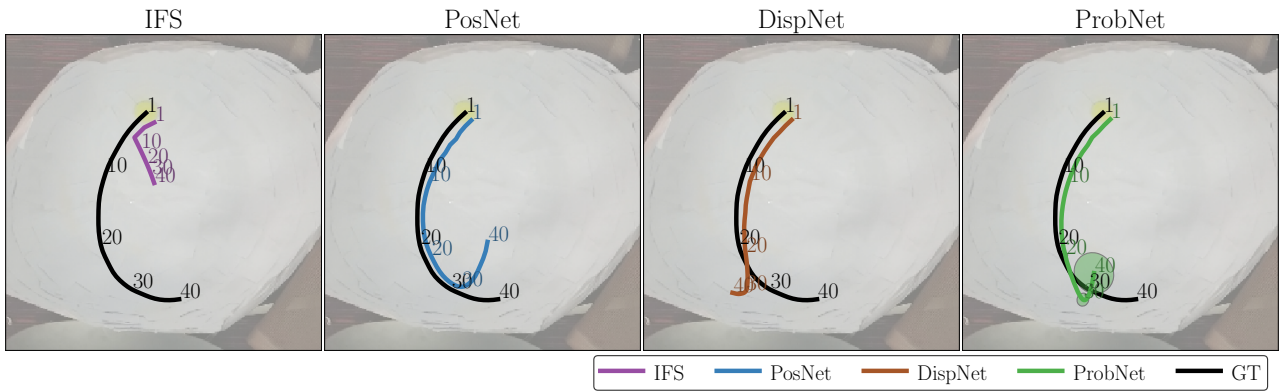 IFS PosNet DispNet ProbNet
1 1 1 1 1 1 1 1
10 10 10 10 10 10 10 10
20 20 20 20 20 20 20 20
30 30 30 30 30 30 30
40 40 40 40 40 40 40 40
IFS PosNet DispNet ProbNet GT